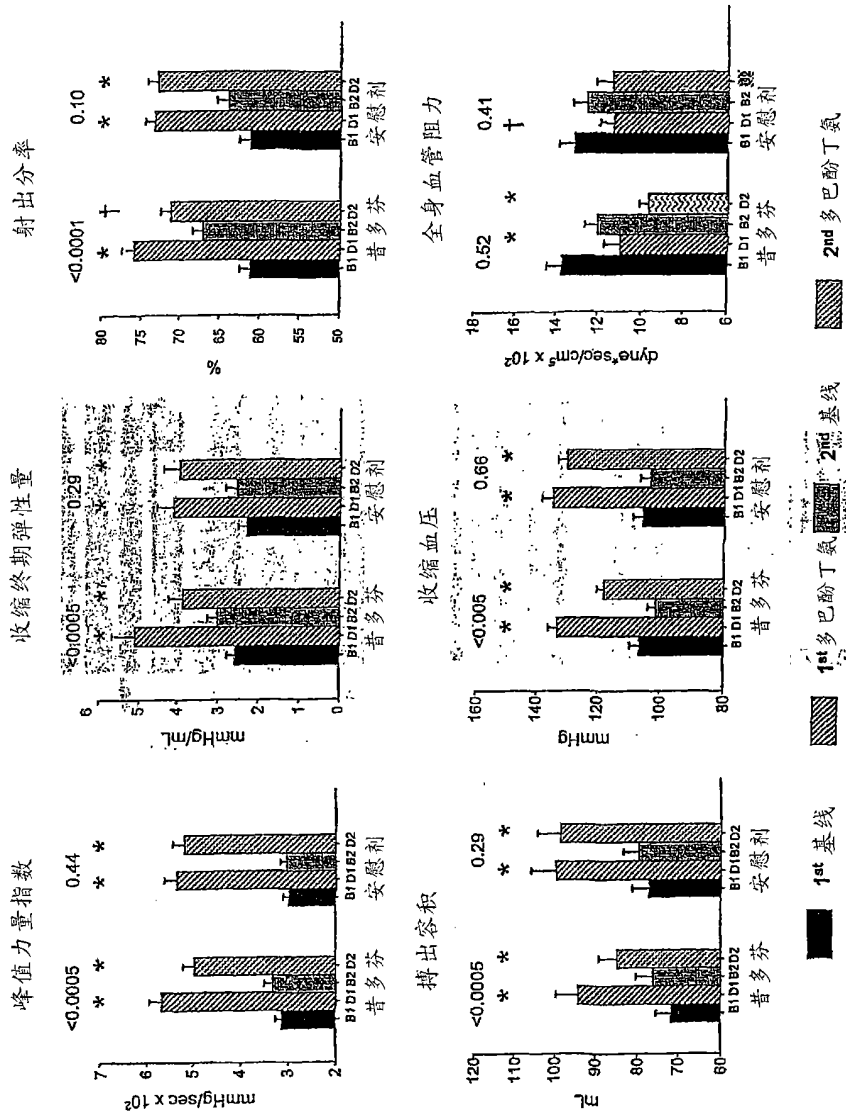 峰值力量指数
<0.0005 0.44
* * * *
7
6
5
4
3
2
mmHg/sec x 10²
B1 D1 B2 D2 B1 D1 B2 D2
昔多芬 安慰剂
收缩终期弹性量
<0.0005 0.29
* * * *
6
5
4
3
2
1
0
mmHg/mL
B1 D1 B2 D2 B1 D1 B2 D2
昔多芬 安慰剂
射出分率
<0.0001 0.10
* † * *
80
75
70
65
60
55
50
%
B1 D1 B2 D2 B1 D1 B2 D2
昔多芬 安慰剂
搏出容积
<0.0005 0.29
* * * *
120
110
100
90
80
70
60
mL
B1 D1 B2 D2 B1 D1 B2 D2
昔多芬 安慰剂
收缩血压
<0.005 0.66
* * * *
160
140
120
100
80
mmHg
B1 D1 B2 D2 B1 D1 B2 D2
昔多芬 安慰剂
全身血管阻力
0.52 0.41
* * †
18
16
14
12
10
8
6
dyne*sec/cm⁵ x 10²
B1 D1 B2 D2 B1 D1 B2
昔多芬 安慰剂
1st 基线 1st 多巴酚丁氨 2nd 基线 2nd 多巴酚丁氨